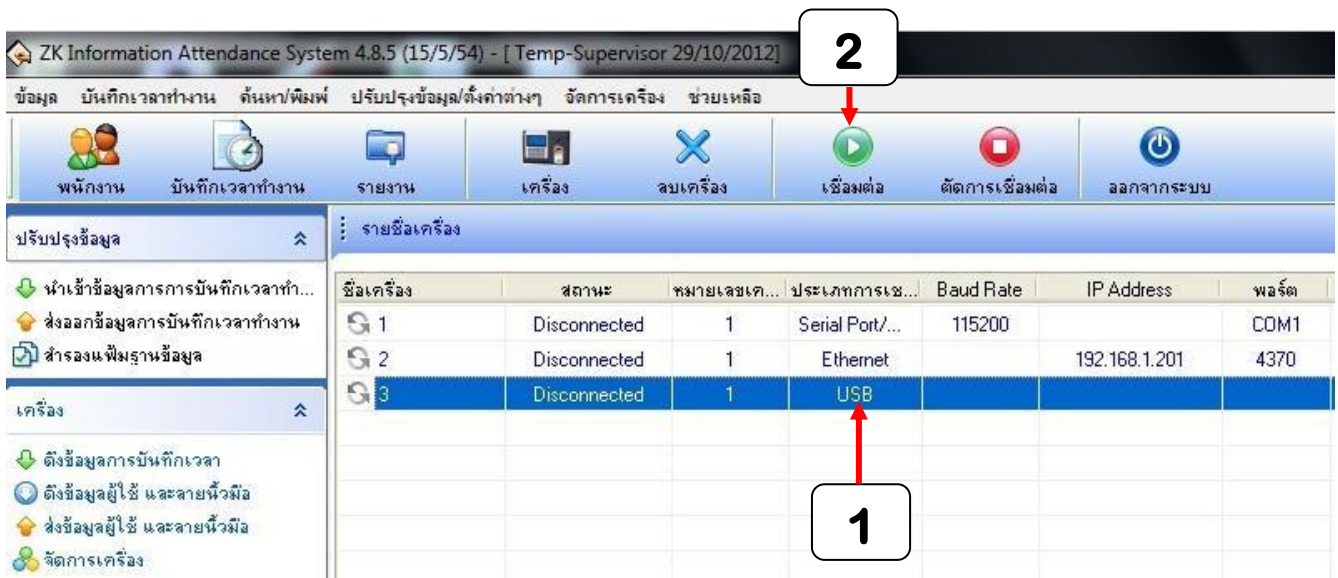 2
ZK Information Attendance System 4.8.5 (15/5/54) - [ Temp-Supervisor 29/10/2012]
ข้อมูล บันทึกเวลาทำงาน ค้นหา/พิมพ์ ปรับปรุงข้อมูล/ตั้งค่าต่างๆ จัดการเครื่อง ช่วยเหลือ
พนักงาน บันทึกเวลาทำงาน รายงาน เครื่อง ลบเครื่อง เชื่อมต่อ ตัดการเชื่อมต่อ ออกจากระบบ
ปรับปรุงข้อมูล
นำเข้าข้อมูลการการบันทึกเวลาทำ...
ส่งออกข้อมูลการบันทึกเวลาทำงาน
สำรองแฟ้มฐานข้อมูล
เครื่อง
ดึงข้อมูลการบันทึกเวลา
ดึงข้อมูลผู้ใช้ และลายนิ้วมือ
ส่งข้อมูลผู้ใช้ และลายนิ้วมือ
จัดการเครื่อง
รายชื่อเครื่อง
ชื่อเครื่อง สถานะ หมายเลขเค... ประเภทการเช... Baud Rate IP Address พอร์ต
1 Disconnected 1 Serial Port/... 115200 COM1
2 Disconnected 1 Ethernet 192.168.1.201 4370
3 Disconnected 1 USB
1